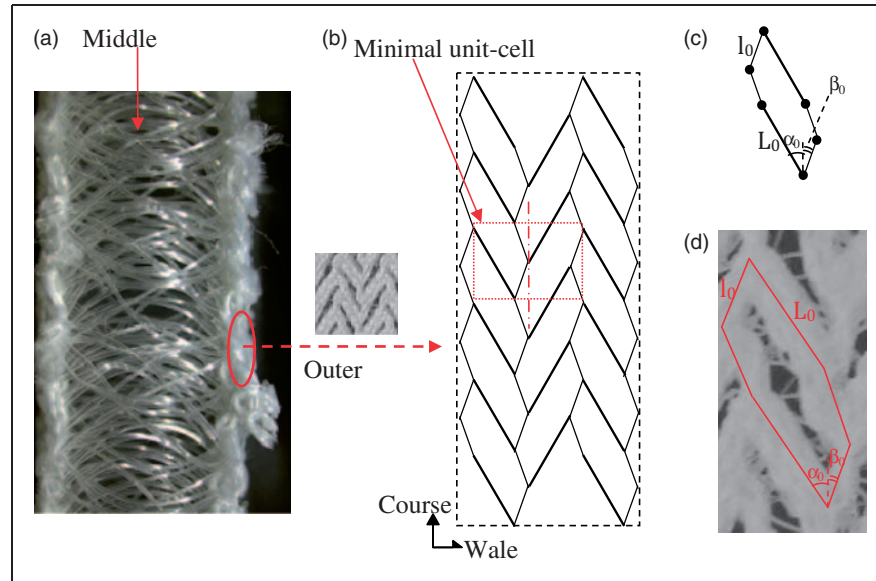 (a)
Middle
(b)
Minimal unit-cell
(c)
l₀
β₀
L₀
α₀
(d)
l₀
L₀
α₀
β₀
Outer
Course
Wale